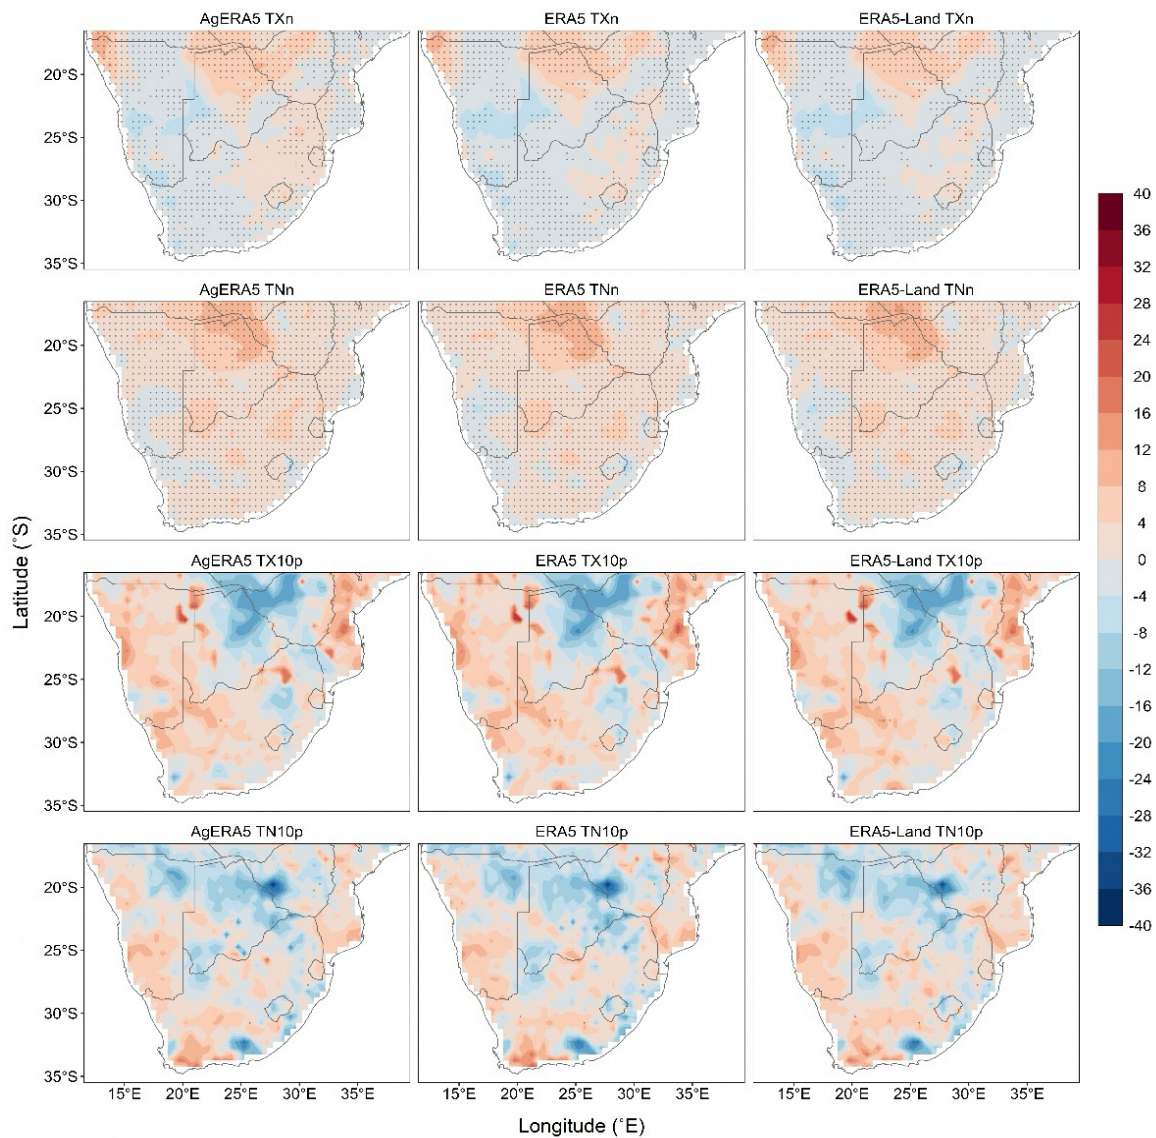 AgERA5 TXn ERA5 TXn ERA5-Land TXn
20°S
25°S
30°S
35°S
AgERA5 TNn ERA5 TNn ERA5-Land TNn
20°S
25°S
30°S
35°S
AgERA5 TX10p ERA5 TX10p ERA5-Land TX10p
20°S
25°S
30°S
35°S
AgERA5 TN10p ERA5 TN10p ERA5-Land TN10p
20°S
25°S
30°S
35°S
15°E 20°E 25°E 30°E 35°E 15°E 20°E 25°E 30°E 35°E 15°E 20°E 25°E 30°E 35°E
Latitude (°S)
Longitude (°E)
40
36
32
28
24
20
16
12
8
4
0
-4
-8
-12
-16
-20
-24
-28
-32
-36
-40